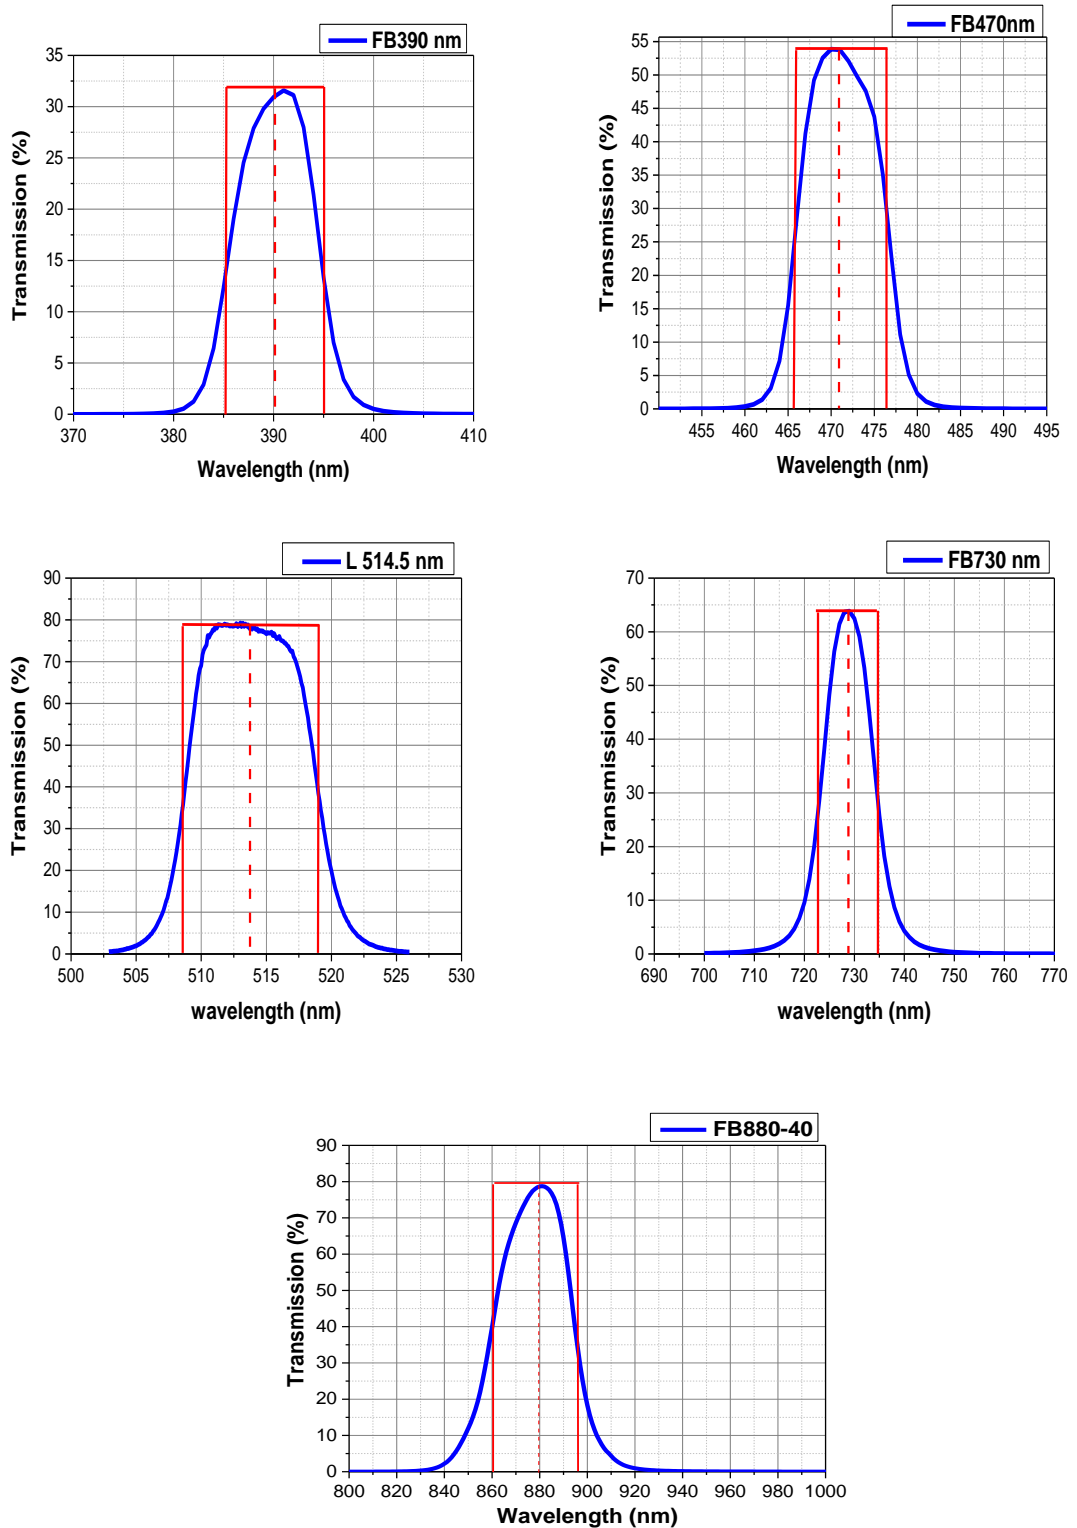 FB390 nm
35
30
25
20
15
10
5
0
Transmission (%)
370 380 390 400 410
Wavelength (nm)
FB470nm
55
50
45
40
35
30
25
20
15
10
5
0
Transmission (%)
455 460 465 470 475 480 485 490 495
Wavelength (nm)
L 514.5 nm
90
80
70
60
50
40
30
20
10
0
Transmission (%)
500 505 510 515 520 525 530
wavelength (nm)
FB730 nm
70
60
50
40
30
20
10
0
Transmission (%)
690 700 710 720 730 740 750 760 770
wavelength (nm)
FB880-40
90
80
70
60
50
40
30
20
10
0
Transmission (%)
800 820 840 860 880 900 920 940 960 980 1000
Wavelength (nm)